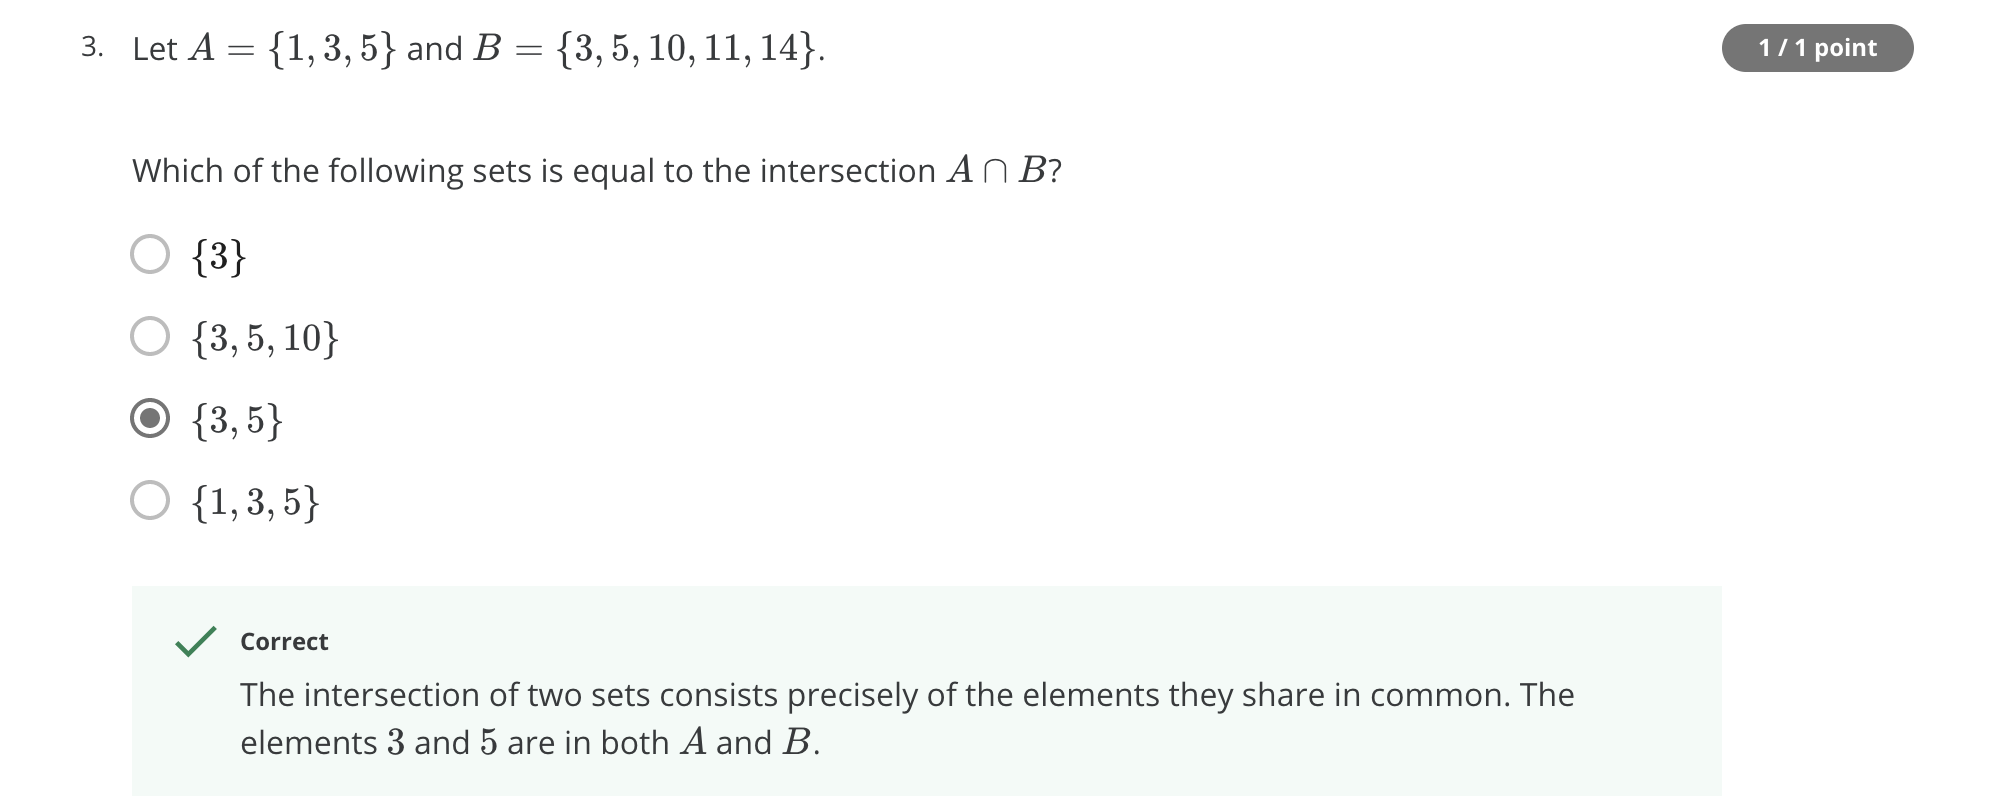 3. Let A = {1, 3, 5} and B = {3, 5, 10, 11, 14}.
1 / 1 point
Which of the following sets is equal to the intersection A ∩ B?
{3}
{3, 5, 10}
{3, 5}
{1, 3, 5}
Correct
The intersection of two sets consists precisely of the elements they share in common. The
elements 3 and 5 are in both A and B.